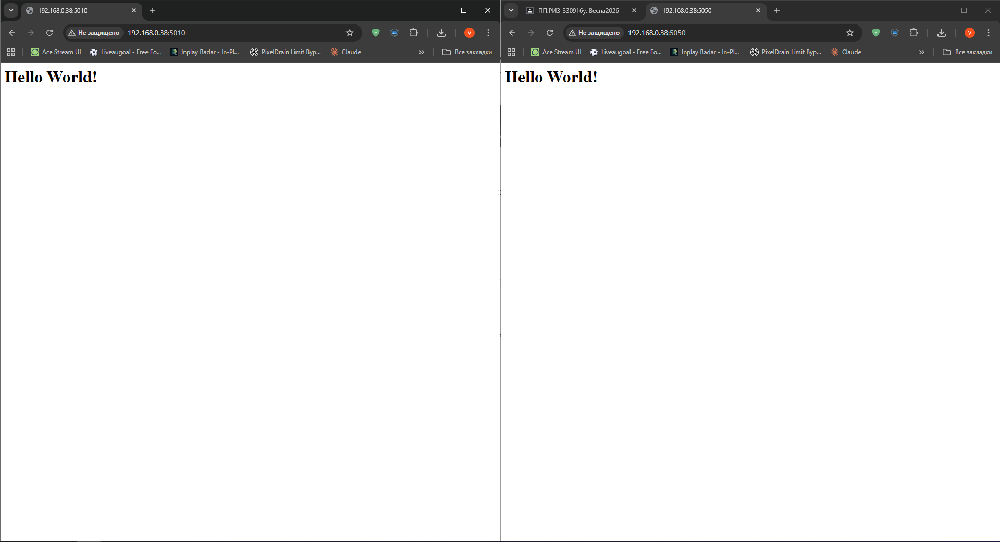 192.168.0.38:5010
Не защищено 192.168.0.38:5010
V
Ace Stream UI Liveaugoal - Free Fo... Inplay Radar - In-Pl... PixelDrain Limit Byp... Claude Все закладки
Hello World!
ПП.РИЗ-330916у. Весна2026 192.168.0.38:5050
Не защищено 192.168.0.38:5050
V
Ace Stream UI Liveaugoal - Free Fo... Inplay Radar - In-Pl... PixelDrain Limit Byp... Claude Все закладки
Hello World!